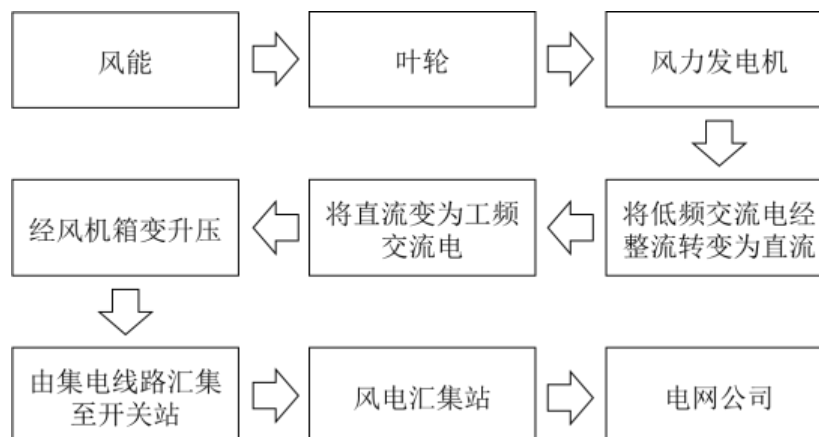 风能
叶轮
风力发电机
将低频交流电经
整流转变为直流
将直流变为工频
交流电
经风机箱变升压
由集电线路汇集
至开关站
风电汇集站
电网公司